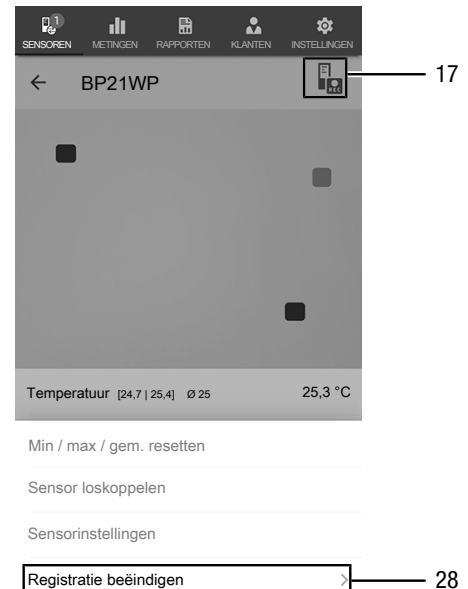 1
SENSOREN METINGEN RAPPORTEN KLANTEN INSTELLINGEN
← BP21WP
REC
17
Temperatuur [24,7 | 25,4] Ø 25 25,3 °C
Min / max / gem. resetten
Sensor loskoppelen
Sensorinstellingen
Registratie beëindigen >
28